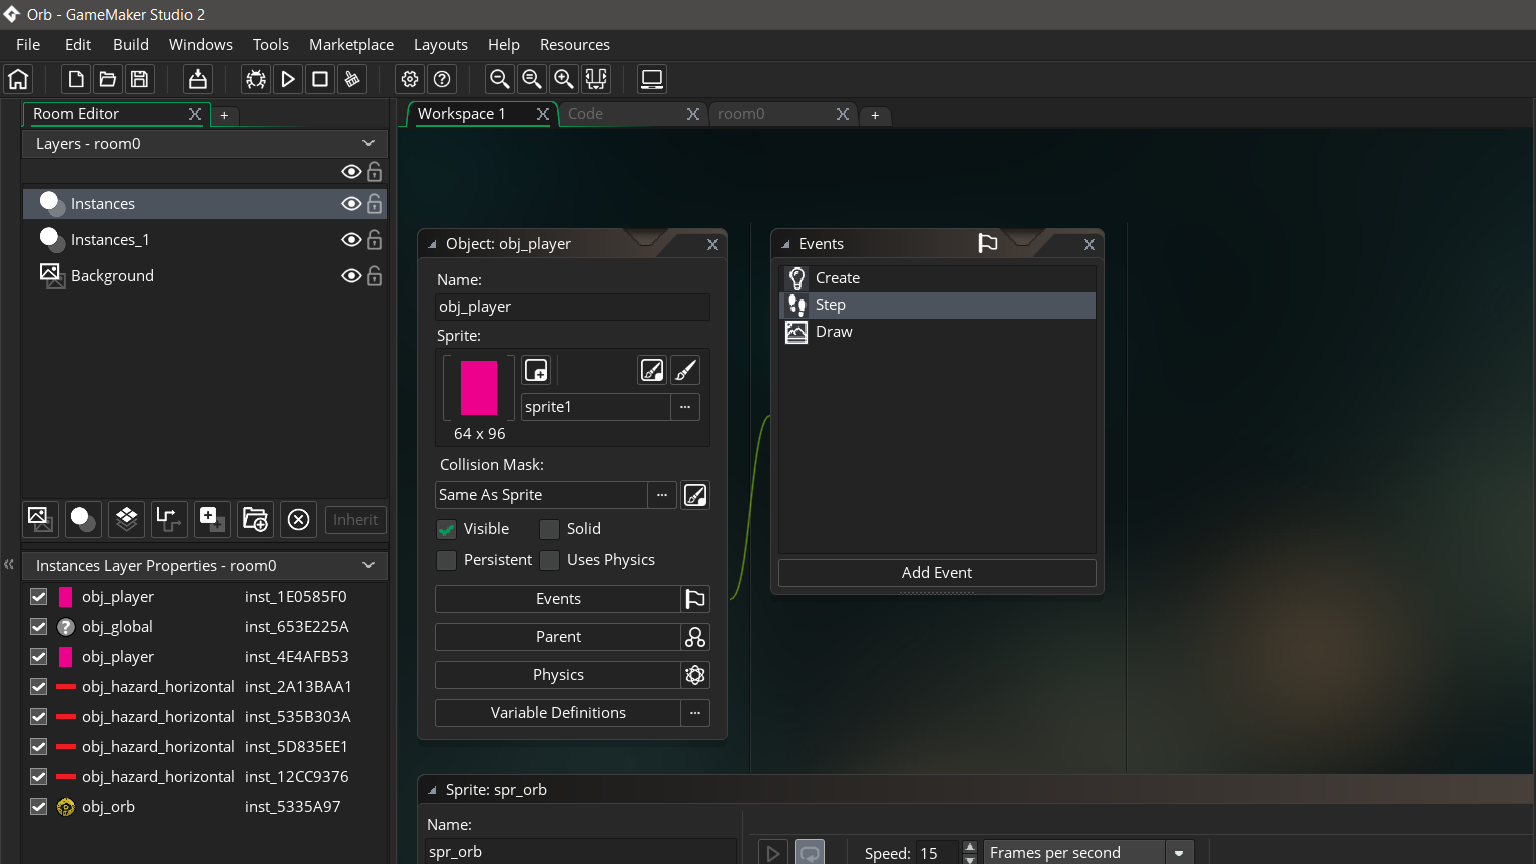 Orb - GameMaker Studio 2
File Edit Build Windows Tools Marketplace Layouts Help Resources
Room Editor
Layers - room0
Instances
Instances_1
Background
Inherit
Instances Layer Properties - room0
obj_player inst_1E0585F0
obj_global inst_653E225A
obj_player inst_4E4AFB53
obj_hazard_horizontal inst_2A13BAA1
obj_hazard_horizontal inst_535B303A
obj_hazard_horizontal inst_5D835EE1
obj_hazard_horizontal inst_12CC9376
obj_orb inst_5335A97
Workspace 1 Code room0
Object: obj_player
Name:
obj_player
Sprite:
sprite1
64 x 96
Collision Mask:
Same As Sprite
Visible Solid
Persistent Uses Physics
Events
Parent
Physics
Variable Definitions
Events
Create
Step
Draw
Add Event
Sprite: spr_orb
Name:
spr_orb
Speed: 15 Frames per second